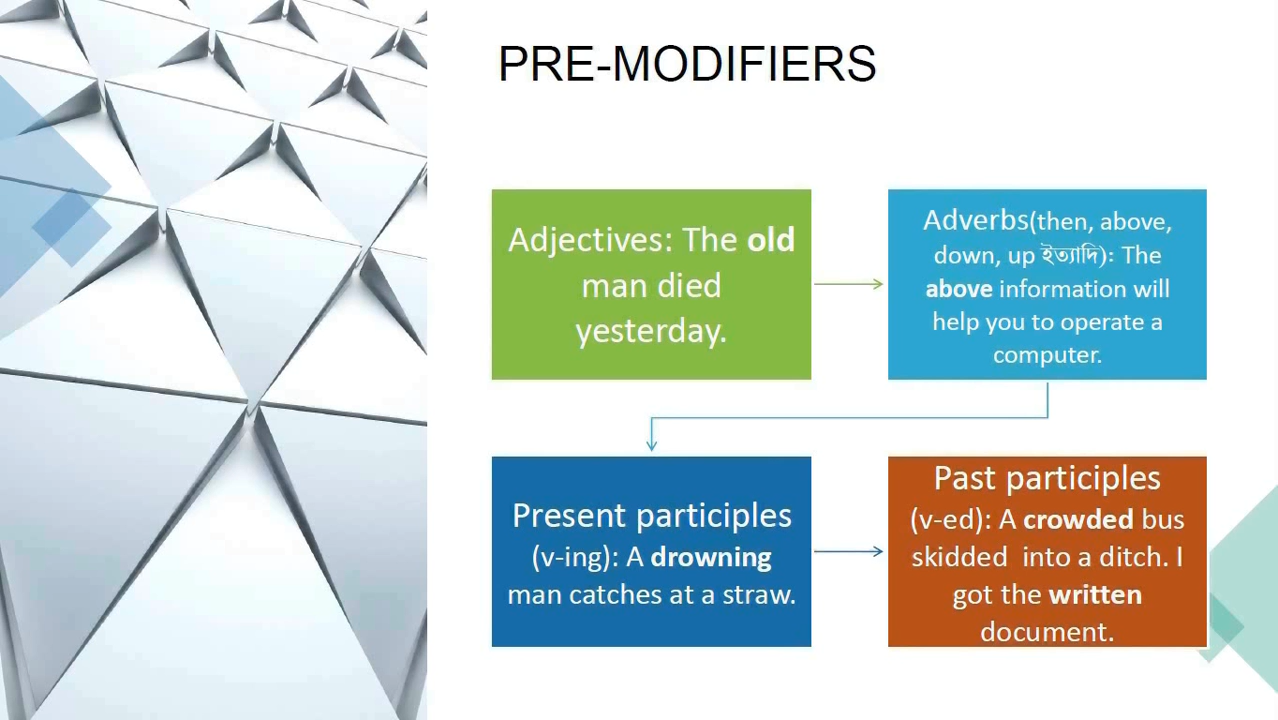 PRE-MODIFIERS
Adjectives: The old
man died
yesterday.
Adverbs(then, above,
down, up ইত্যাদি): The
above information will
help you to operate a
computer.
Present participles
(v-ing): A drowning
man catches at a straw.
Past participles
(v-ed): A crowded bus
skidded  into a ditch. I
got the written
document.